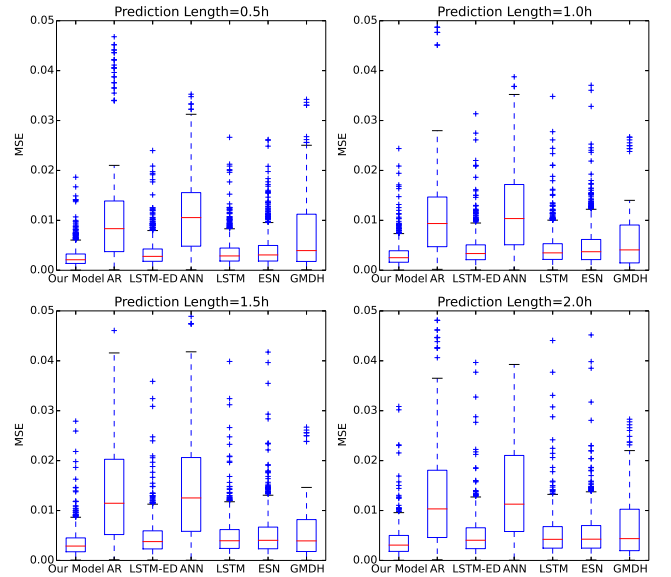 Prediction Length=0.5h
MSE
0.05
0.04
0.03
0.02
0.01
0.00
Our Model AR LSTM-ED ANN LSTM ESN GMDH
Prediction Length=1.0h
MSE
0.05
0.04
0.03
0.02
0.01
0.00
Our Model AR LSTM-ED ANN LSTM ESN GMDH
Prediction Length=1.5h
MSE
0.05
0.04
0.03
0.02
0.01
0.00
Our Model AR LSTM-ED ANN LSTM ESN GMDH
Prediction Length=2.0h
MSE
0.05
0.04
0.03
0.02
0.01
0.00
Our Model AR LSTM-ED ANN LSTM ESN GMDH